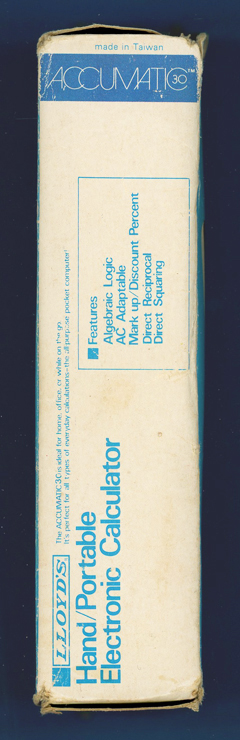 made in Taiwan
ACCUMATIC 30™
LLOYD'S
The ACCUMATIC 30 is ideal for home, office, or while on the go.
It's perfect for all types of everyday calculations-the all-purpose pocket computer!
Hand/Portable
Electronic Calculator
Features
Algebraic Logic
AC Adaptable
Mark up/Discount Percent
Direct Reciprocal
Direct Squaring